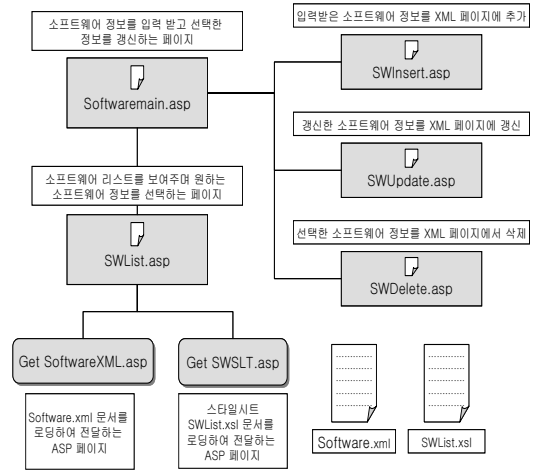 소프트웨어 정보를 입력 받고 선택한
정보를 갱신하는 페이지
Softwaremain.asp
소프트웨어 리스트를 보여주며 원하는
소프트웨어 정보를 선택하는 페이지
SWList.asp
Get SoftwareXML.asp
Get SWSLT.asp
Software.xml 문서를
로딩하여 전달하는
ASP 페이지
스타일시트
SWList.xsl 문서를
로딩하여 전달하는
ASP 페이지
입력받은 소프트웨어 정보를 XML 페이지에 추가
SWInsert.asp
갱신한 소프트웨어 정보를 XML 페이지에 갱신
SWUpdate.asp
선택한 소프트웨어 정보를 XML 페이지에서 삭제
SWDelete.asp
Software.xml
SWList.xsl